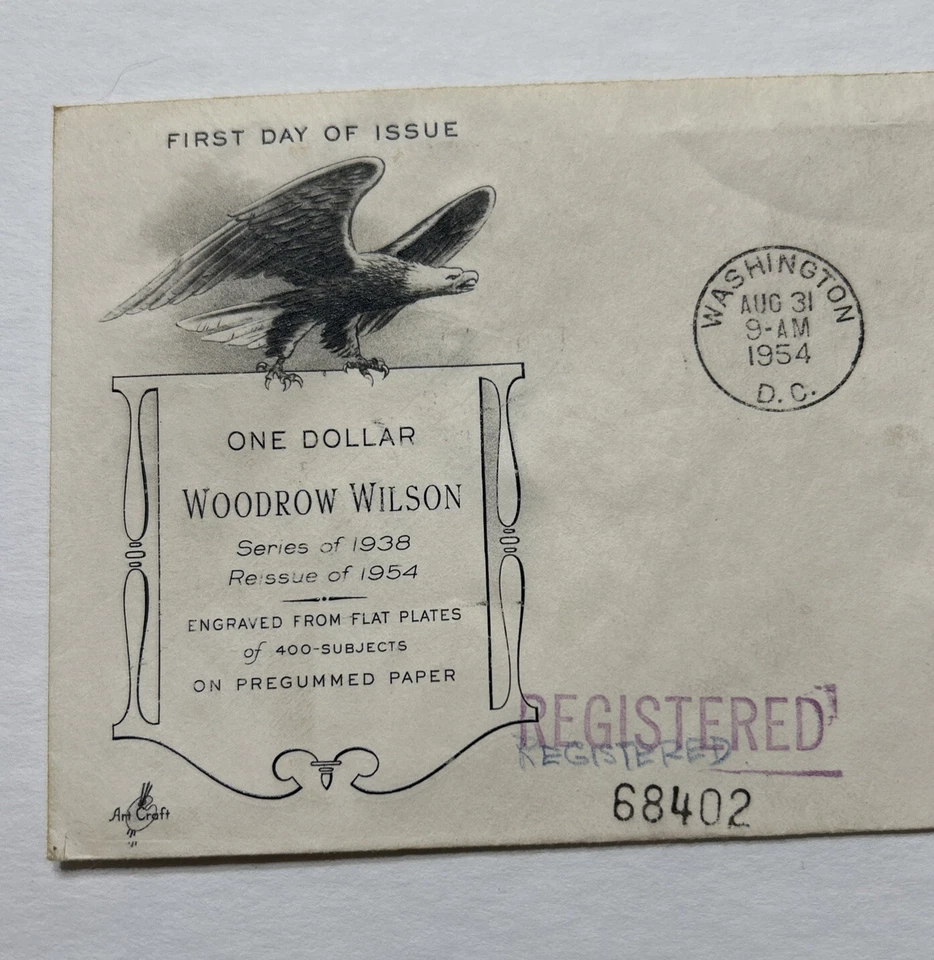 FIRST DAY OF ISSUE
WASHINGTON
AUG 31
9-AM
1954
D. C.
ONE DOLLAR
WOODROW WILSON
Series of 1938
Reissue of 1954
ENGRAVED FROM FLAT PLATES
of 400-SUBJECTS
ON PREGUMMED PAPER
REGISTERED
REGISTERED
68402
Art Craft